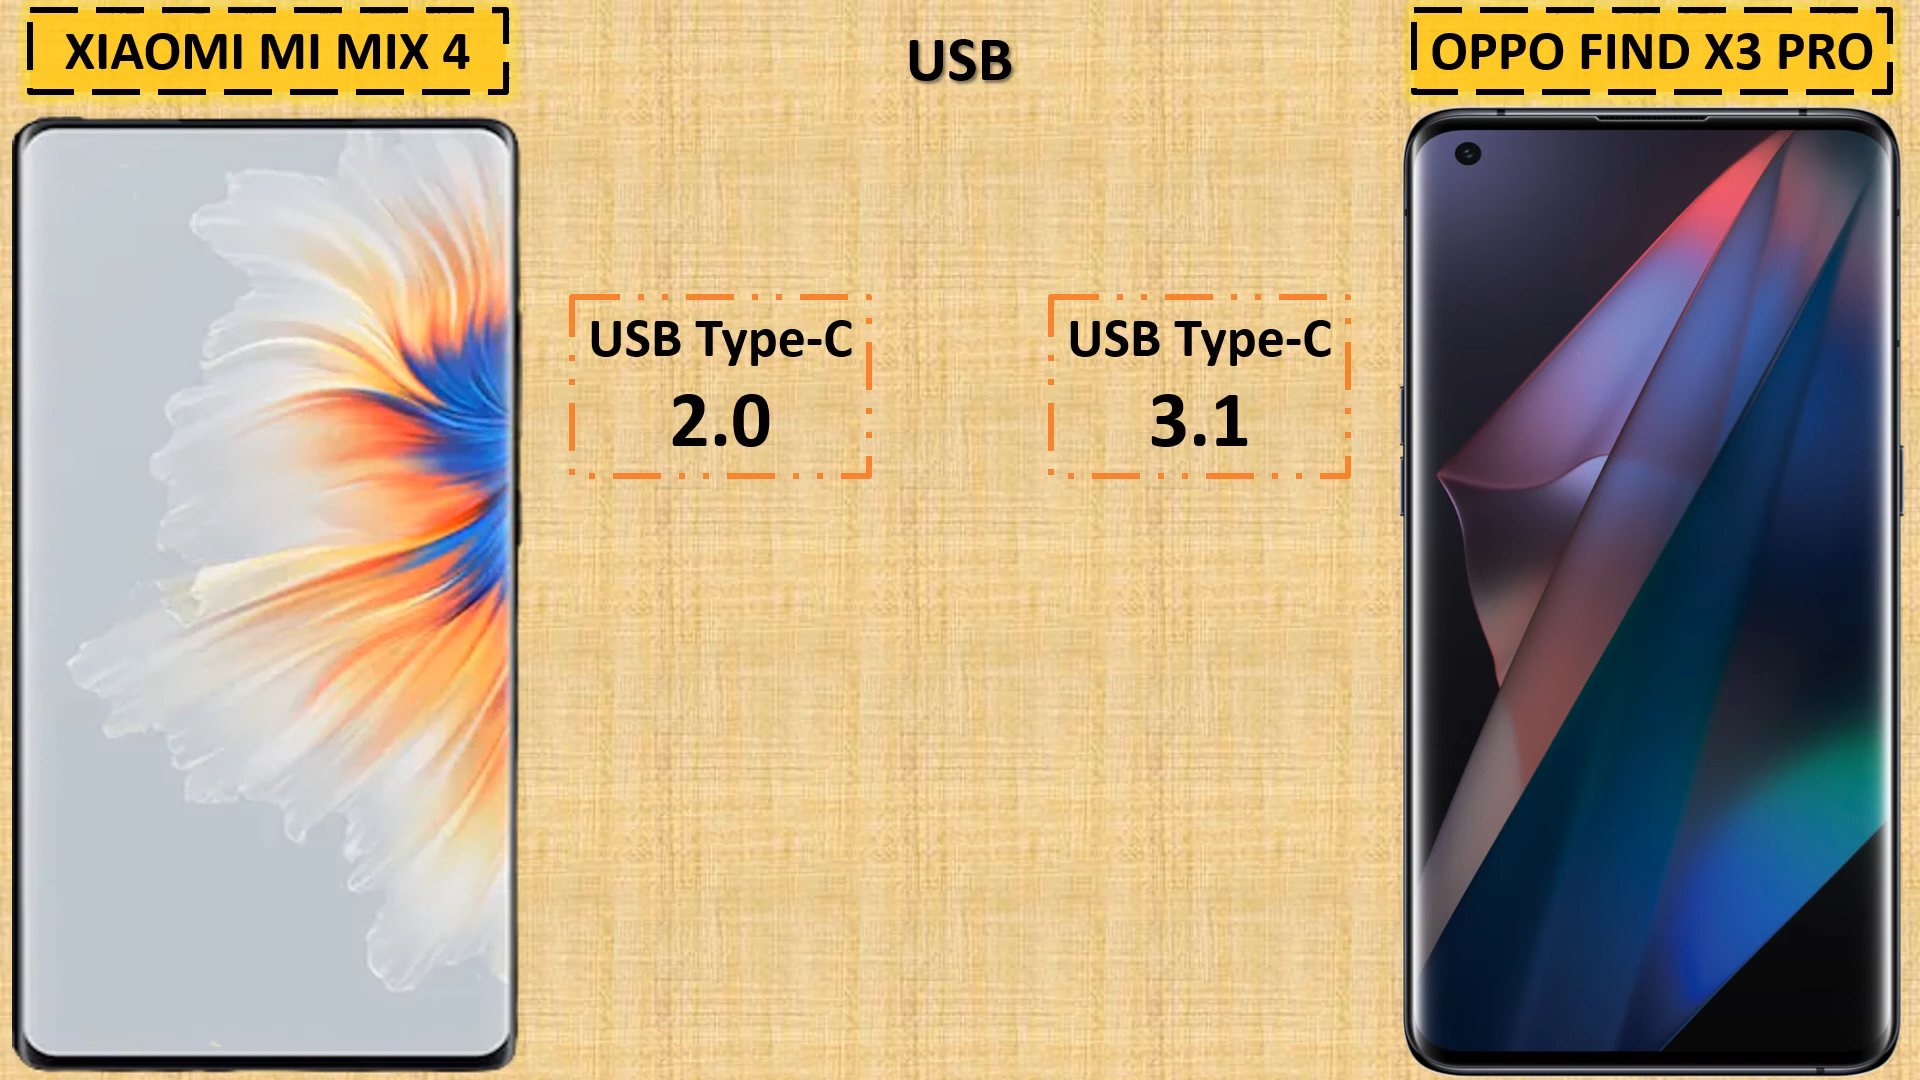 XIAOMI MI MIX 4
USB
OPPO FIND X3 PRO
USB Type-C
2.0
USB Type-C
3.1